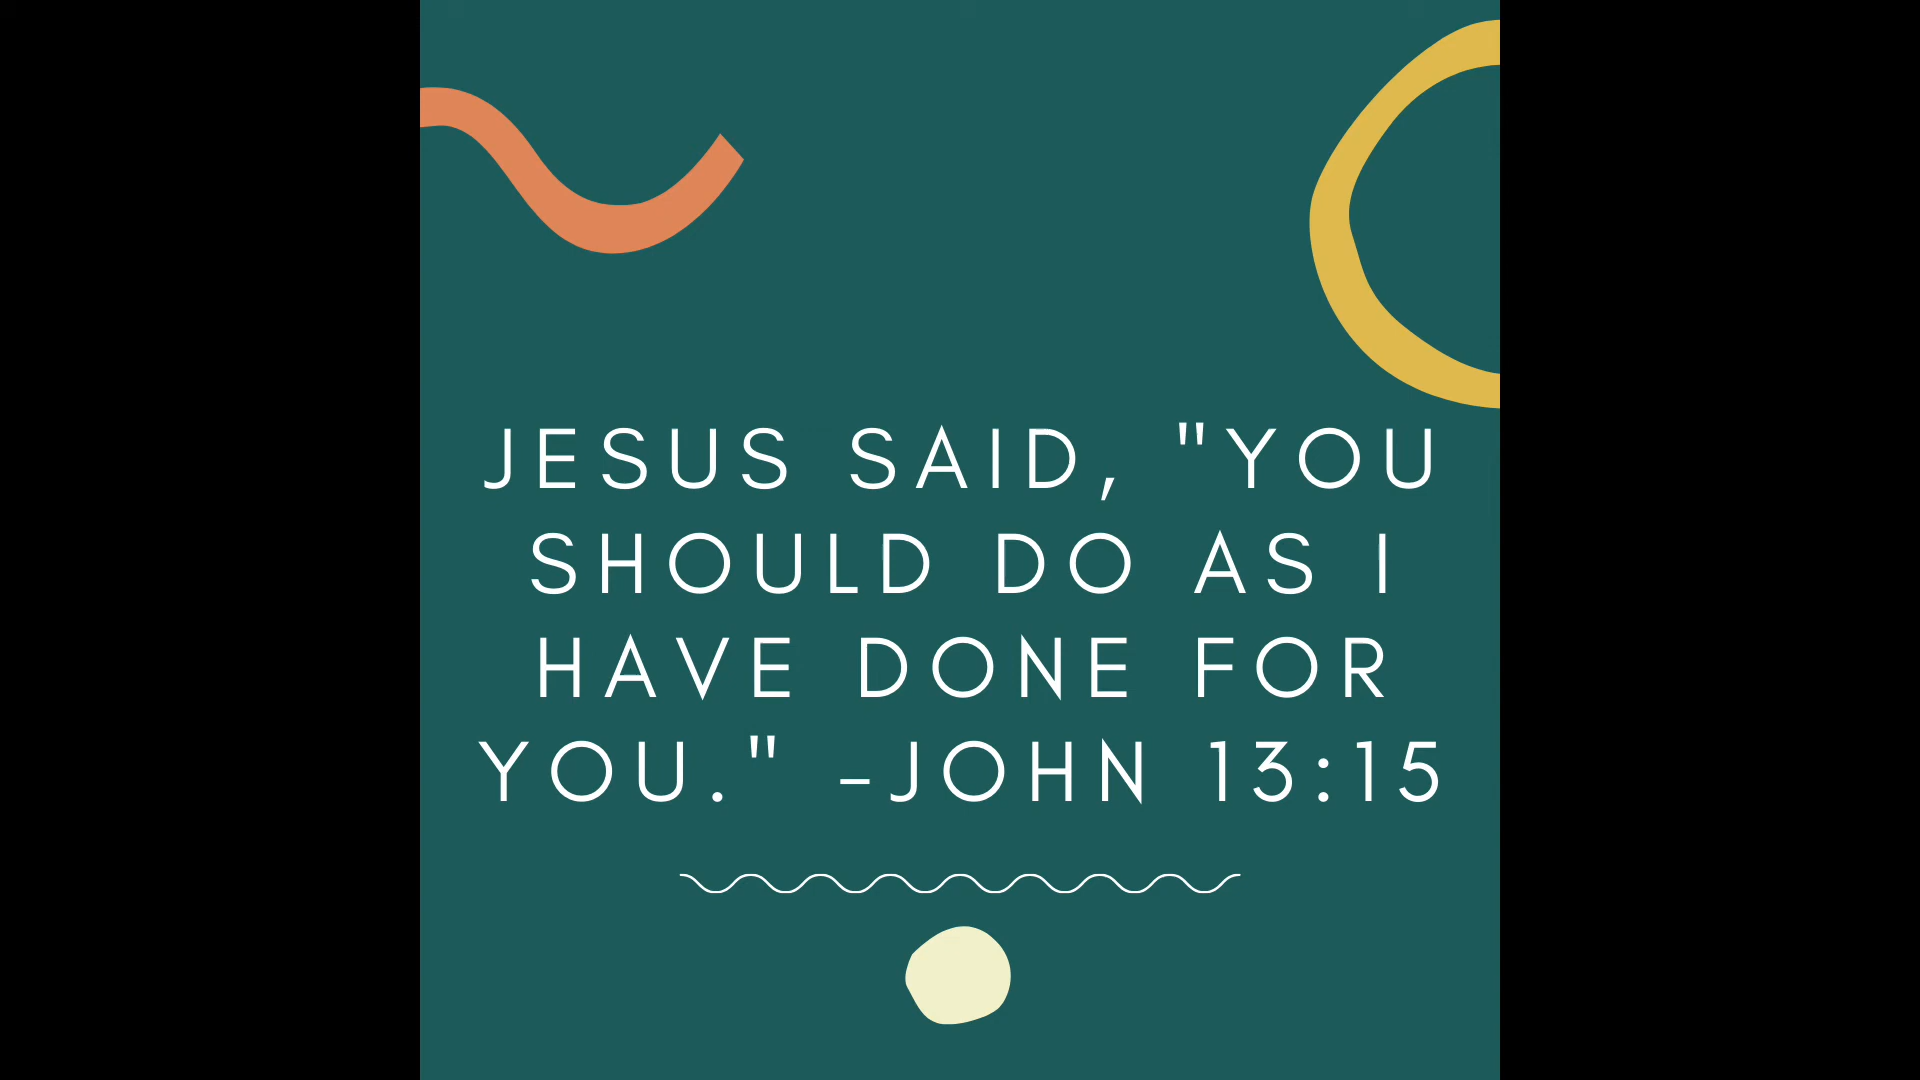 JESUS SAID, "YOU
SHOULD DO AS I
HAVE DONE FOR
YOU." -JOHN 13:15